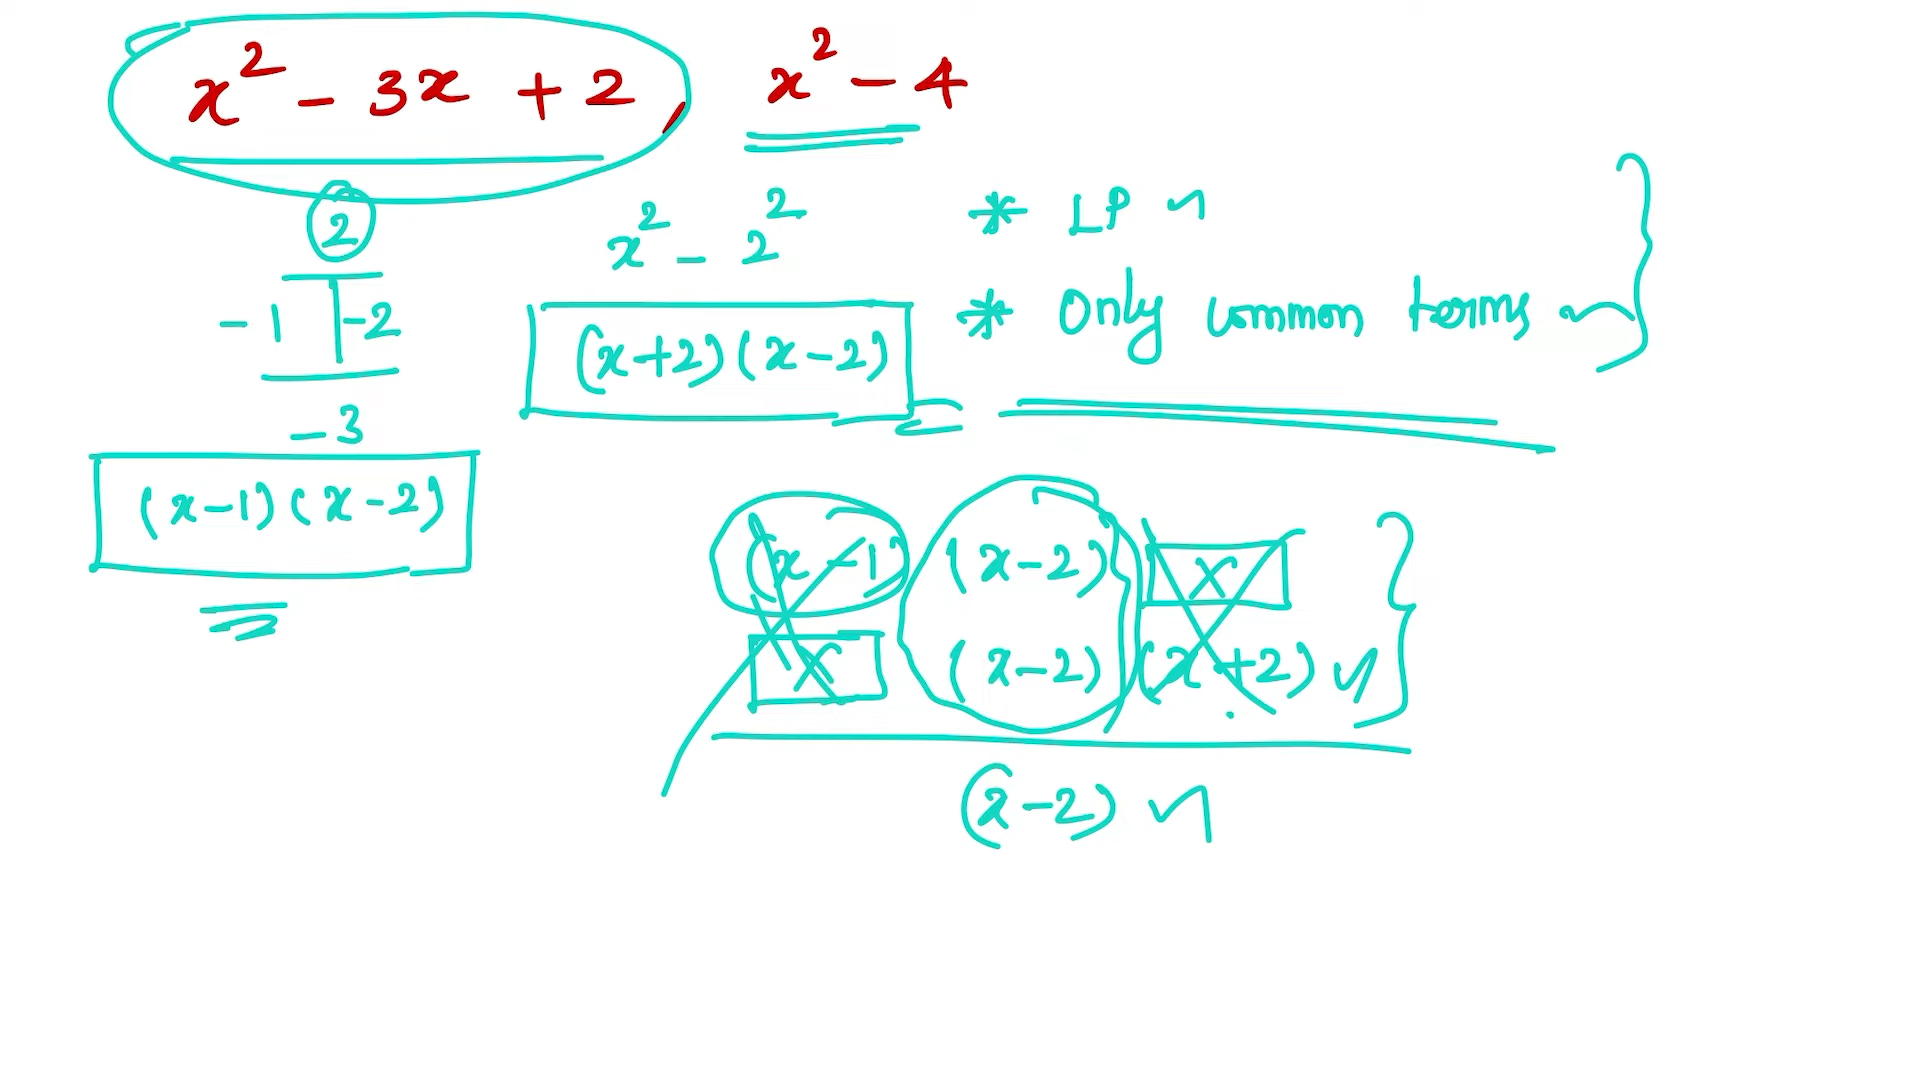 x² - 3x + 2, x² - 4
2
-1 | -2
-3
(x-1)(x-2)
x² - 2²
(x+2)(x-2)
* LP
* Only common terms
(x-1) (x-2) X
X (x-2) (x+2)
(x-2)